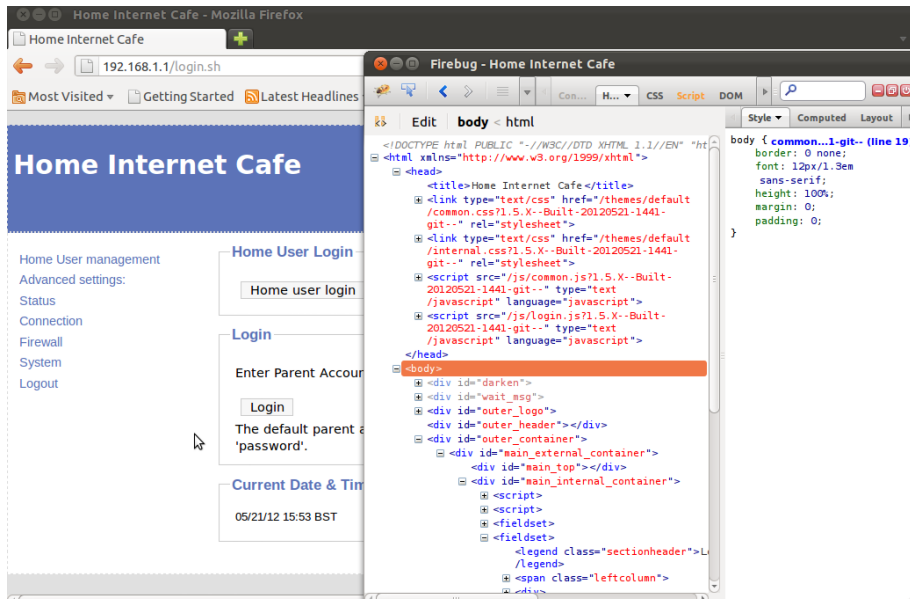 Home Internet Cafe - Mozilla Firefox
Home Internet Cafe
192.168.1.1/login.sh
Most Visited
Getting Started
Latest Headlines
Home Internet Cafe
Home User management
Advanced settings:
Status
Connection
Firewall
System
Logout
Home User Login
Home user login
Login
Enter Parent Accour
Login
The default parent a
'password'.
Current Date & Tim
05/21/12 15:53 BST
Firebug - Home Internet Cafe
Con... H... CSS Script DOM
Edit body < html
<!DOCTYPE html PUBLIC "-//W3C//DTD XHTML 1.1//EN" "ht
<html xmlns="http://www.w3.org/1999/xhtml">
<head>
<title>Home Internet Cafe</title>
<link type="text/css" href="/themes/default
/common.css?1.5.X--Built-20120521-1441-
git--" rel="stylesheet">
<link type="text/css" href="/themes/default
/internal.css?1.5.X--Built-20120521-1441-
git--" rel="stylesheet">
<script src="/js/common.js?1.5.X--Built-
20120521-1441-git--" type="text
/javascript" language="javascript">
<script src="/js/login.js?1.5.X--Built-
20120521-1441-git--" type="text
/javascript" language="javascript">
</head>
<body>
<div id="darken">
<div id="wait_msg">
<div id="outer_logo">
<div id="outer_header"></div>
<div id="outer_container">
<div id="main_external_container">
<div id="main_top"></div>
<div id="main_internal_container">
<script>
<script>
<fieldset>
<fieldset>
<legend class="sectionheader">L
/legend>
<span class="leftcolumn">
<div>
Style Computed Layout
body { common...1-git-- (line 19
border: 0 none;
font: 12px/1.3em
sans-serif;
height: 100%;
margin: 0;
padding: 0;
}